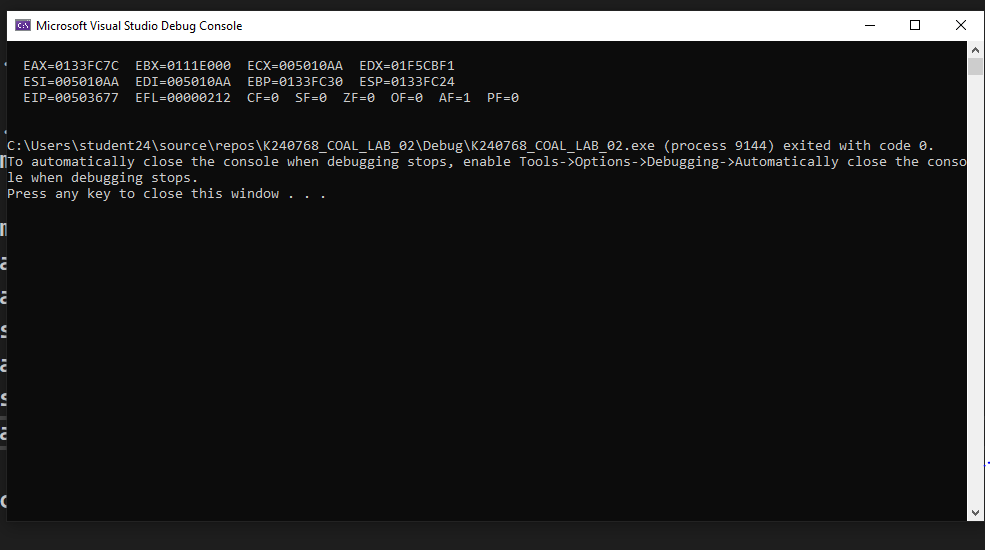 Microsoft Visual Studio Debug Console
EAX=0133FC7C  EBX=0111E000  ECX=005010AA  EDX=01F5CBF1
ESI=005010AA  EDI=005010AA  EBP=0133FC30  ESP=0133FC24
EIP=00503677  EFL=00000212  CF=0  SF=0  ZF=0  OF=0  AF=1  PF=0
C:\Users\student24\source\repos\K240768_COAL_LAB_02\Debug\K240768_COAL_LAB_02.exe (process 9144) exited with code 0.
To automatically close the console when debugging stops, enable Tools->Options->Debugging->Automatically close the conso
le when debugging stops.
Press any key to close this window . . .